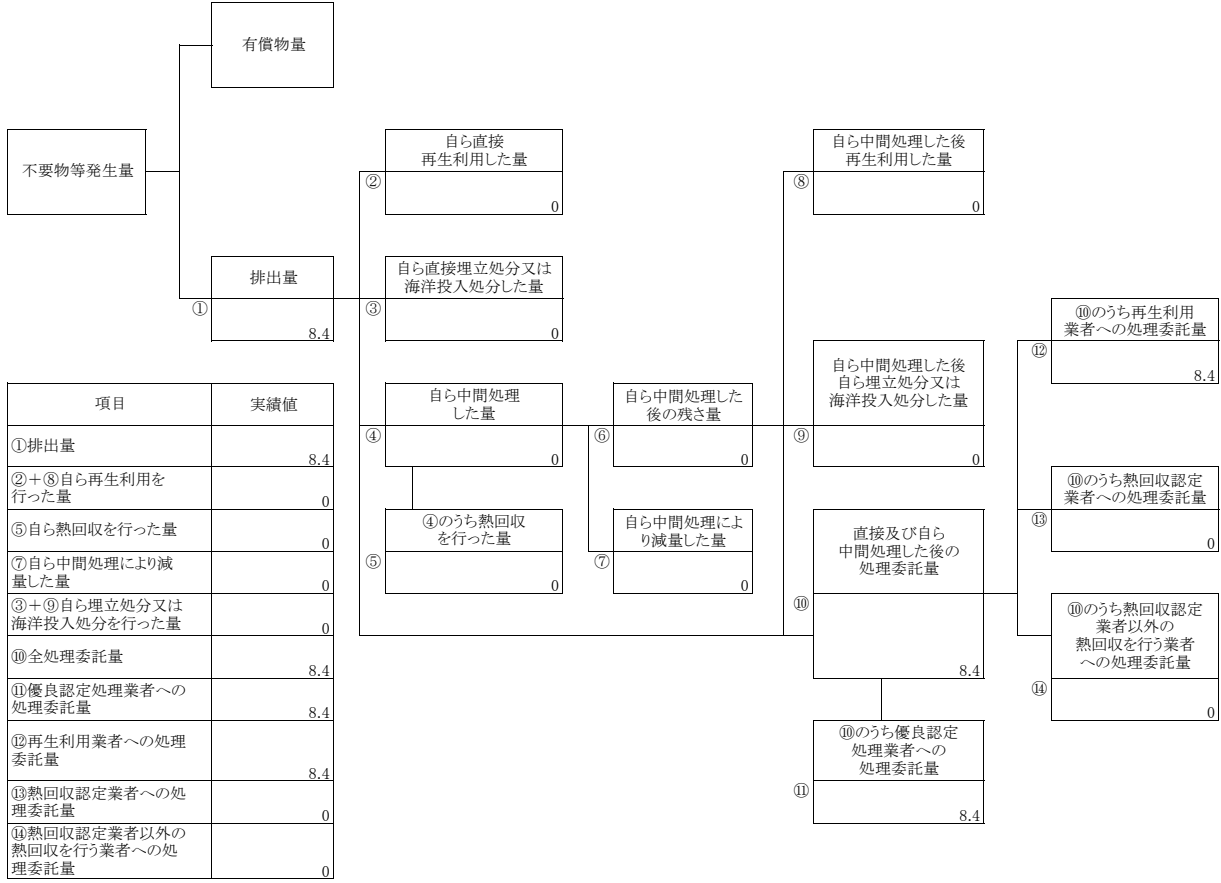 有償物量
不要物等発生量
自ら直接
再生利用した量
②
0
自ら中間処理した後
再生利用した量
⑧
0
排出量
①
8.4
自ら直接埋立処分又は
海洋投入処分した量
③
0
⑩のうち再生利用
業者への処理委託量
⑫
8.4
自ら中間処理
した量
④
0
自ら中間処理した
後の残さ量
⑥
0
自ら中間処理した後
自ら埋立処分又は
海洋投入処分した量
⑨
0
⑩のうち熱回収認定
業者への処理委託量
⑬
0
④のうち熱回収
を行った量
⑤
0
自ら中間処理によ
り減量した量
⑦
0
直接及び自ら
中間処理した後の
処理委託量
⑩
8.4
⑩のうち熱回収認定
業者以外の
熱回収を行う業者
への処理委託量
⑭
0
⑩のうち優良認定
処理業者への
処理委託量
⑪
8.4
項目 実績値
①排出量
8.4
②+⑧自ら再生利用を
行った量
0
⑤自ら熱回収を行った量
0
⑦自ら中間処理により減
量した量
0
③+⑨自ら埋立処分又は
海洋投入処分を行った量
0
⑩全処理委託量
8.4
⑪優良認定処理業者への
処理委託量
8.4
⑫再生利用業者への処理
委託量
8.4
⑬熱回収認定業者への処
理委託量
0
⑭熱回収認定業者以外の
熱回収を行う業者への処
理委託量
0